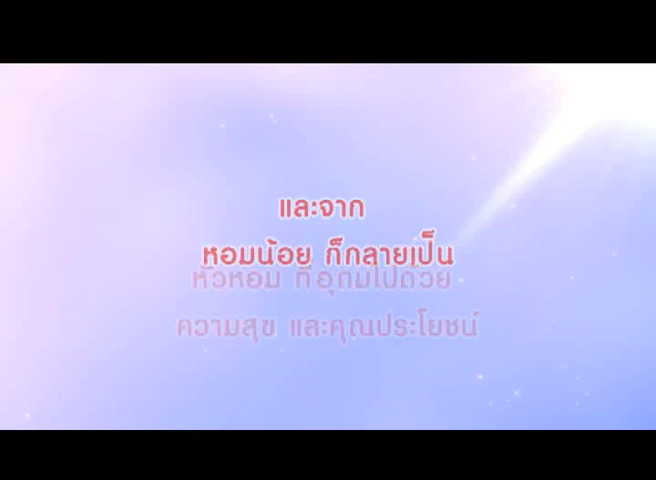 และจาก
หอมน้อย ก็กลายเป็น
หัวหอม ที่อุดมไปด้วย
ความสุข และคุณประโยชน์